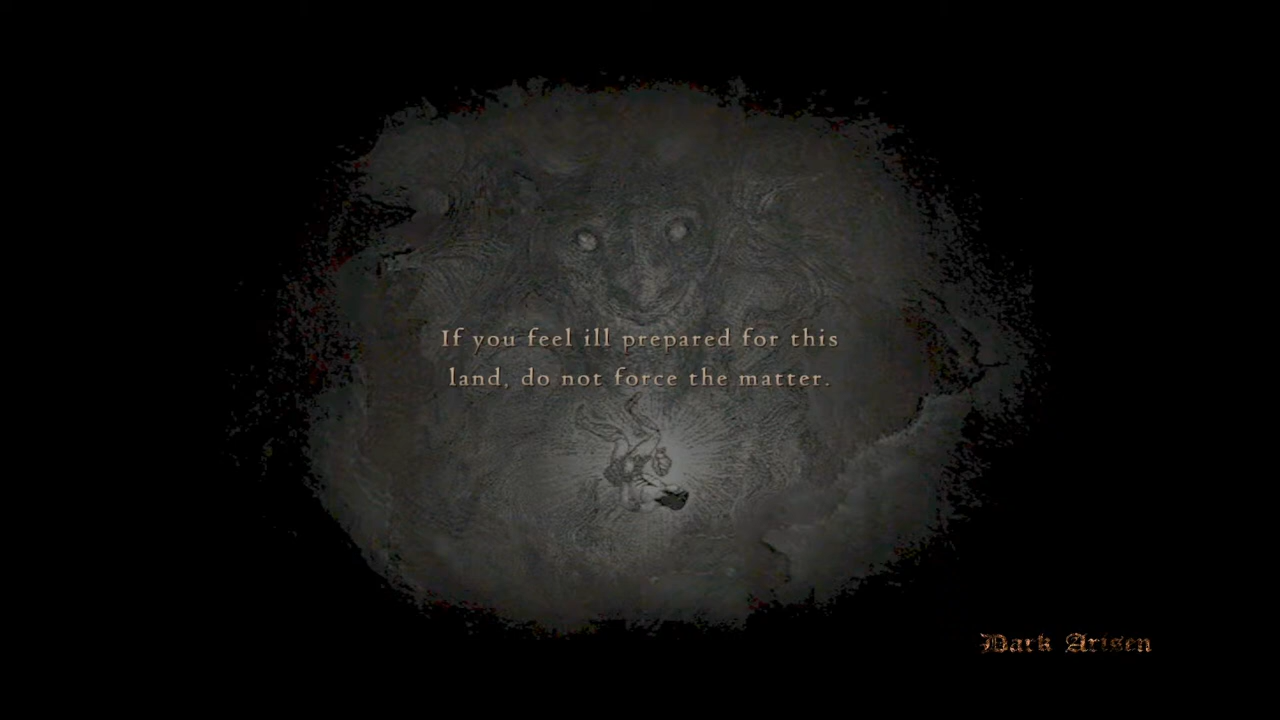 If you feel ill prepared for this
land, do not force the matter.
Dark Arisen